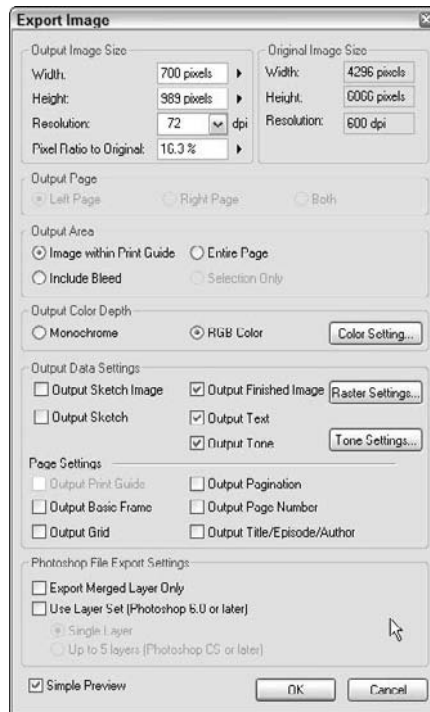 Export Image
Output Image Size
Width: 700 pixels
Height: 989 pixels
Resolution: 72 dpi
Pixel Ratio to Original: 16.3 %
Original Image Size
Width: 4296 pixels
Height: 6066 pixels
Resolution: 600 dpi
Output Page
Left Page Right Page Both
Output Area
Image within Print Guide Entire Page
Include Bleed Selection Only
Output Color Depth
Monochrome RGB Color Color Setting...
Output Data Settings
Output Sketch Image Output Finished Image Raster Settings...
Output Sketch Output Text
Output Tone Tone Settings...
Page Settings
Output Print Guide Output Pagination
Output Basic Frame Output Page Number
Output Grid Output Title/Episode/Author
Photoshop File Export Settings
Export Merged Layer Only
Use Layer Set (Photoshop 6.0 or later)
Single Layer
Up to 5 layers (Photoshop CS or later)
Simple Preview OK Cancel